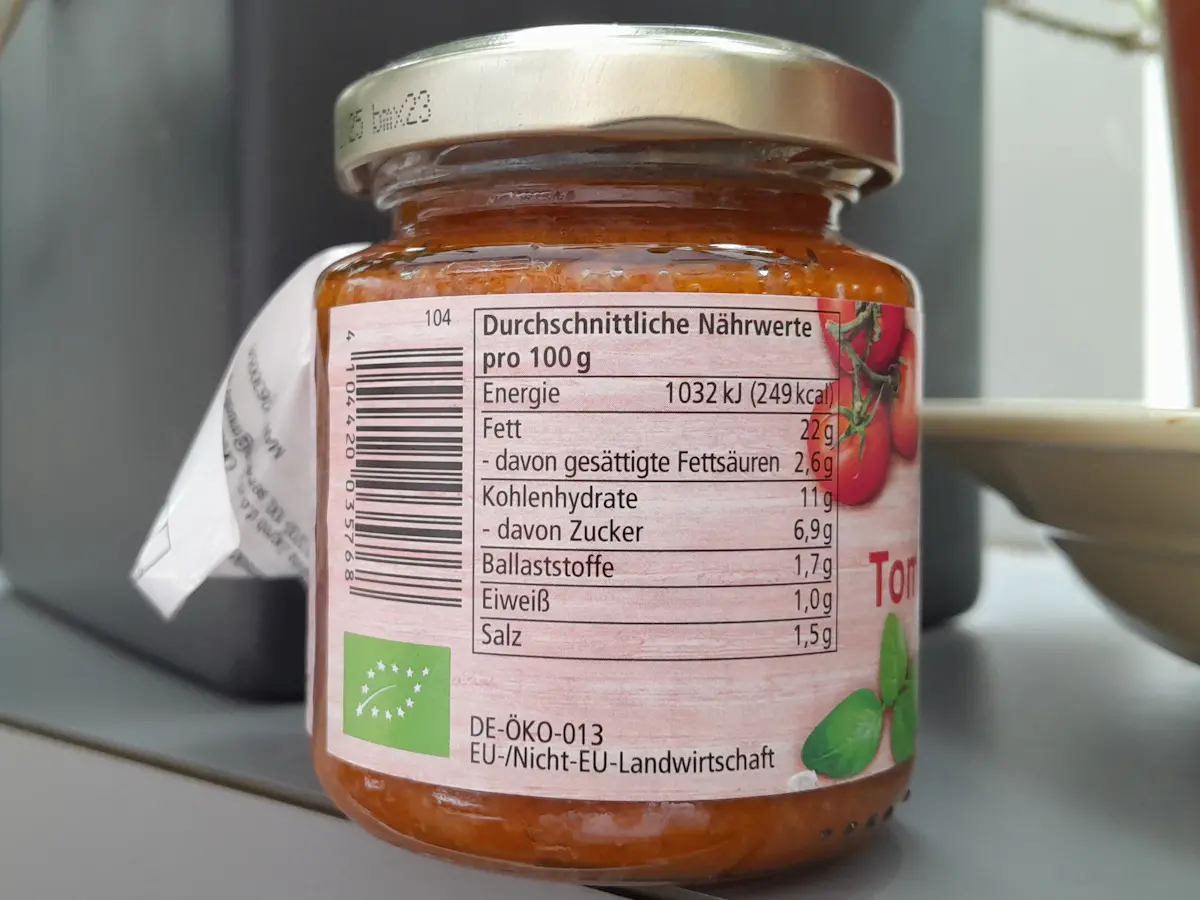 25 bmx23
104
4 104420 035768
Durchschnittliche Nährwerte
pro 100 g
Energie 1032 kJ (249 kcal)
Fett 22 g
- davon gesättigte Fettsäuren 2,6 g
Kohlenhydrate 11 g
- davon Zucker 6,9 g
Ballaststoffe 1,7 g
Eiweiß 1,0 g
Salz 1,5 g
Tom
DE-ÖKO-013
EU-/Nicht-EU-Landwirtschaft